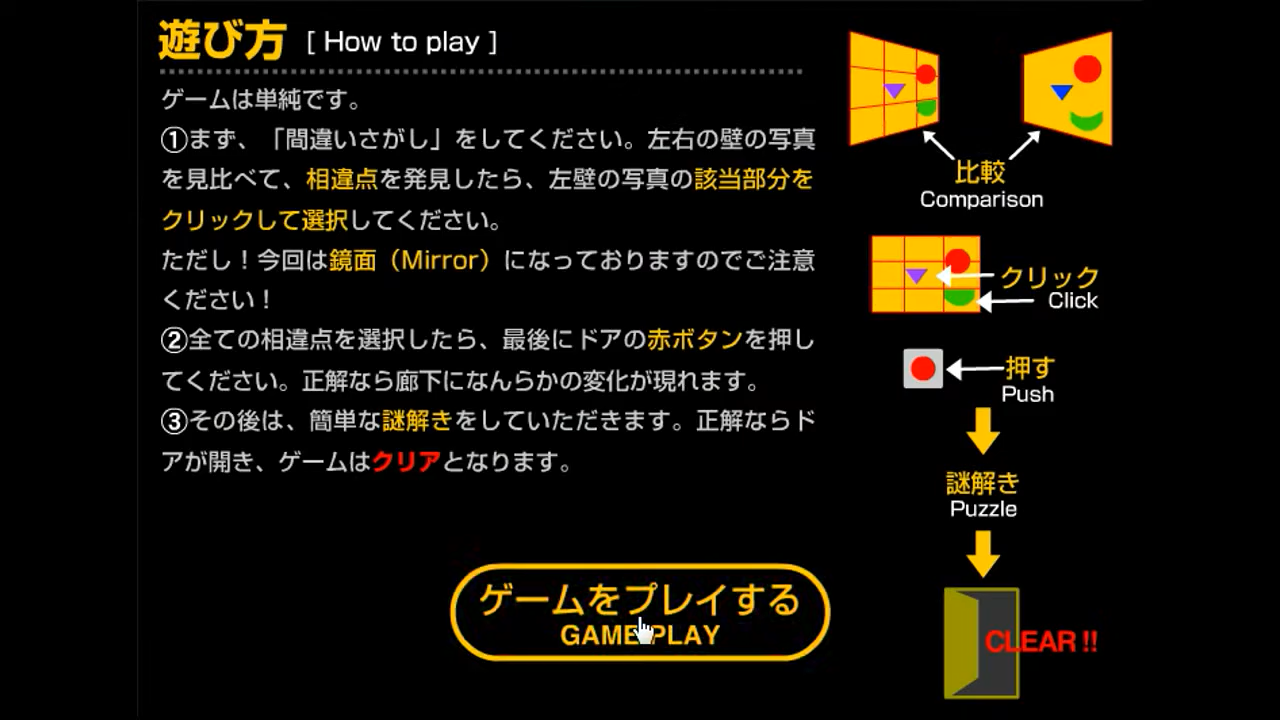 遊び方 [ How to play ]
ゲームは単純です。
①まず、「間違いさがし」をしてください。左右の壁の写真
を見比べて、相違点を発見したら、左壁の写真の該当部分を
クリックして選択してください。
ただし！今回は鏡面（Mirror）になっておりますのでご注意
ください！
②全ての相違点を選択したら、最後にドアの赤ボタンを押し
てください。正解なら廊下になんらかの変化が現れます。
③その後は、簡単な謎解きをしていただきます。正解ならド
アが開き、ゲームはクリアとなります。
比較
Comparison
クリック
Click
押す
Push
謎解き
Puzzle
CLEAR !!
ゲームをプレイする
GAME PLAY